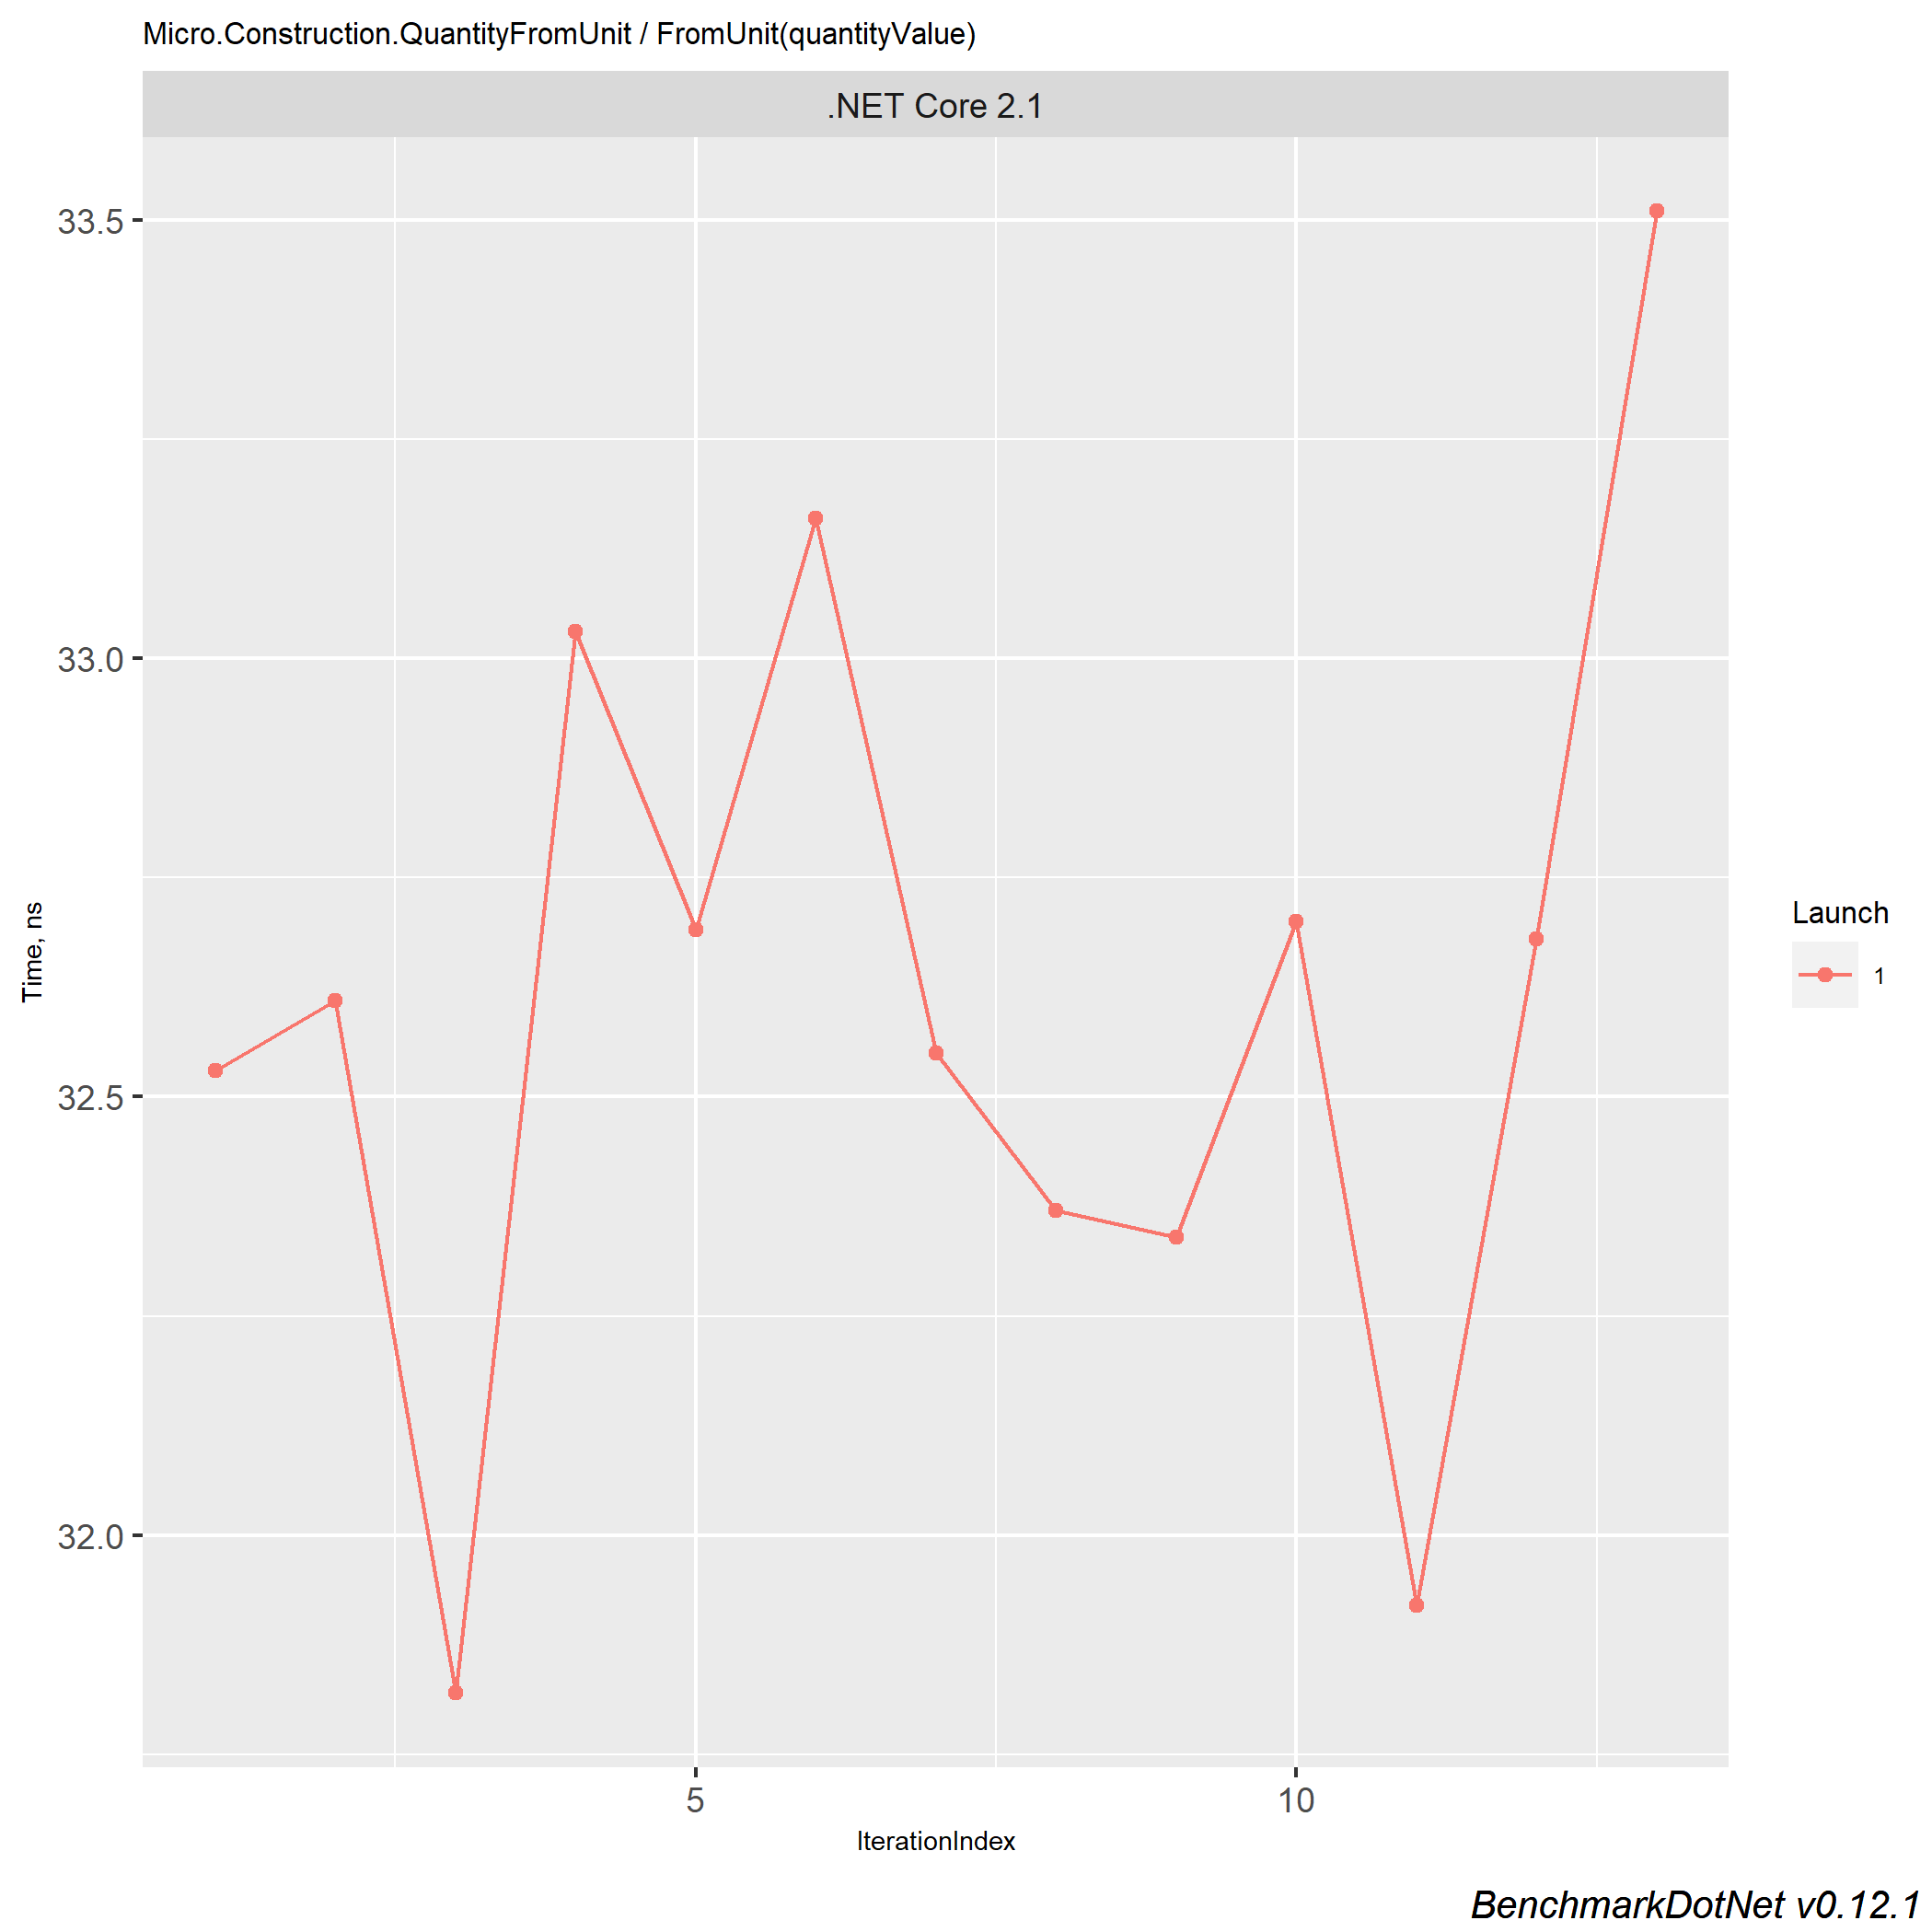 Micro.Construction.QuantityFromUnit / FromUnit(quantityValue)
.NET Core 2.1
33.5
33.0
32.5
32.0
Time, ns
5
10
IterationIndex
Launch
1
BenchmarkDotNet v0.12.1